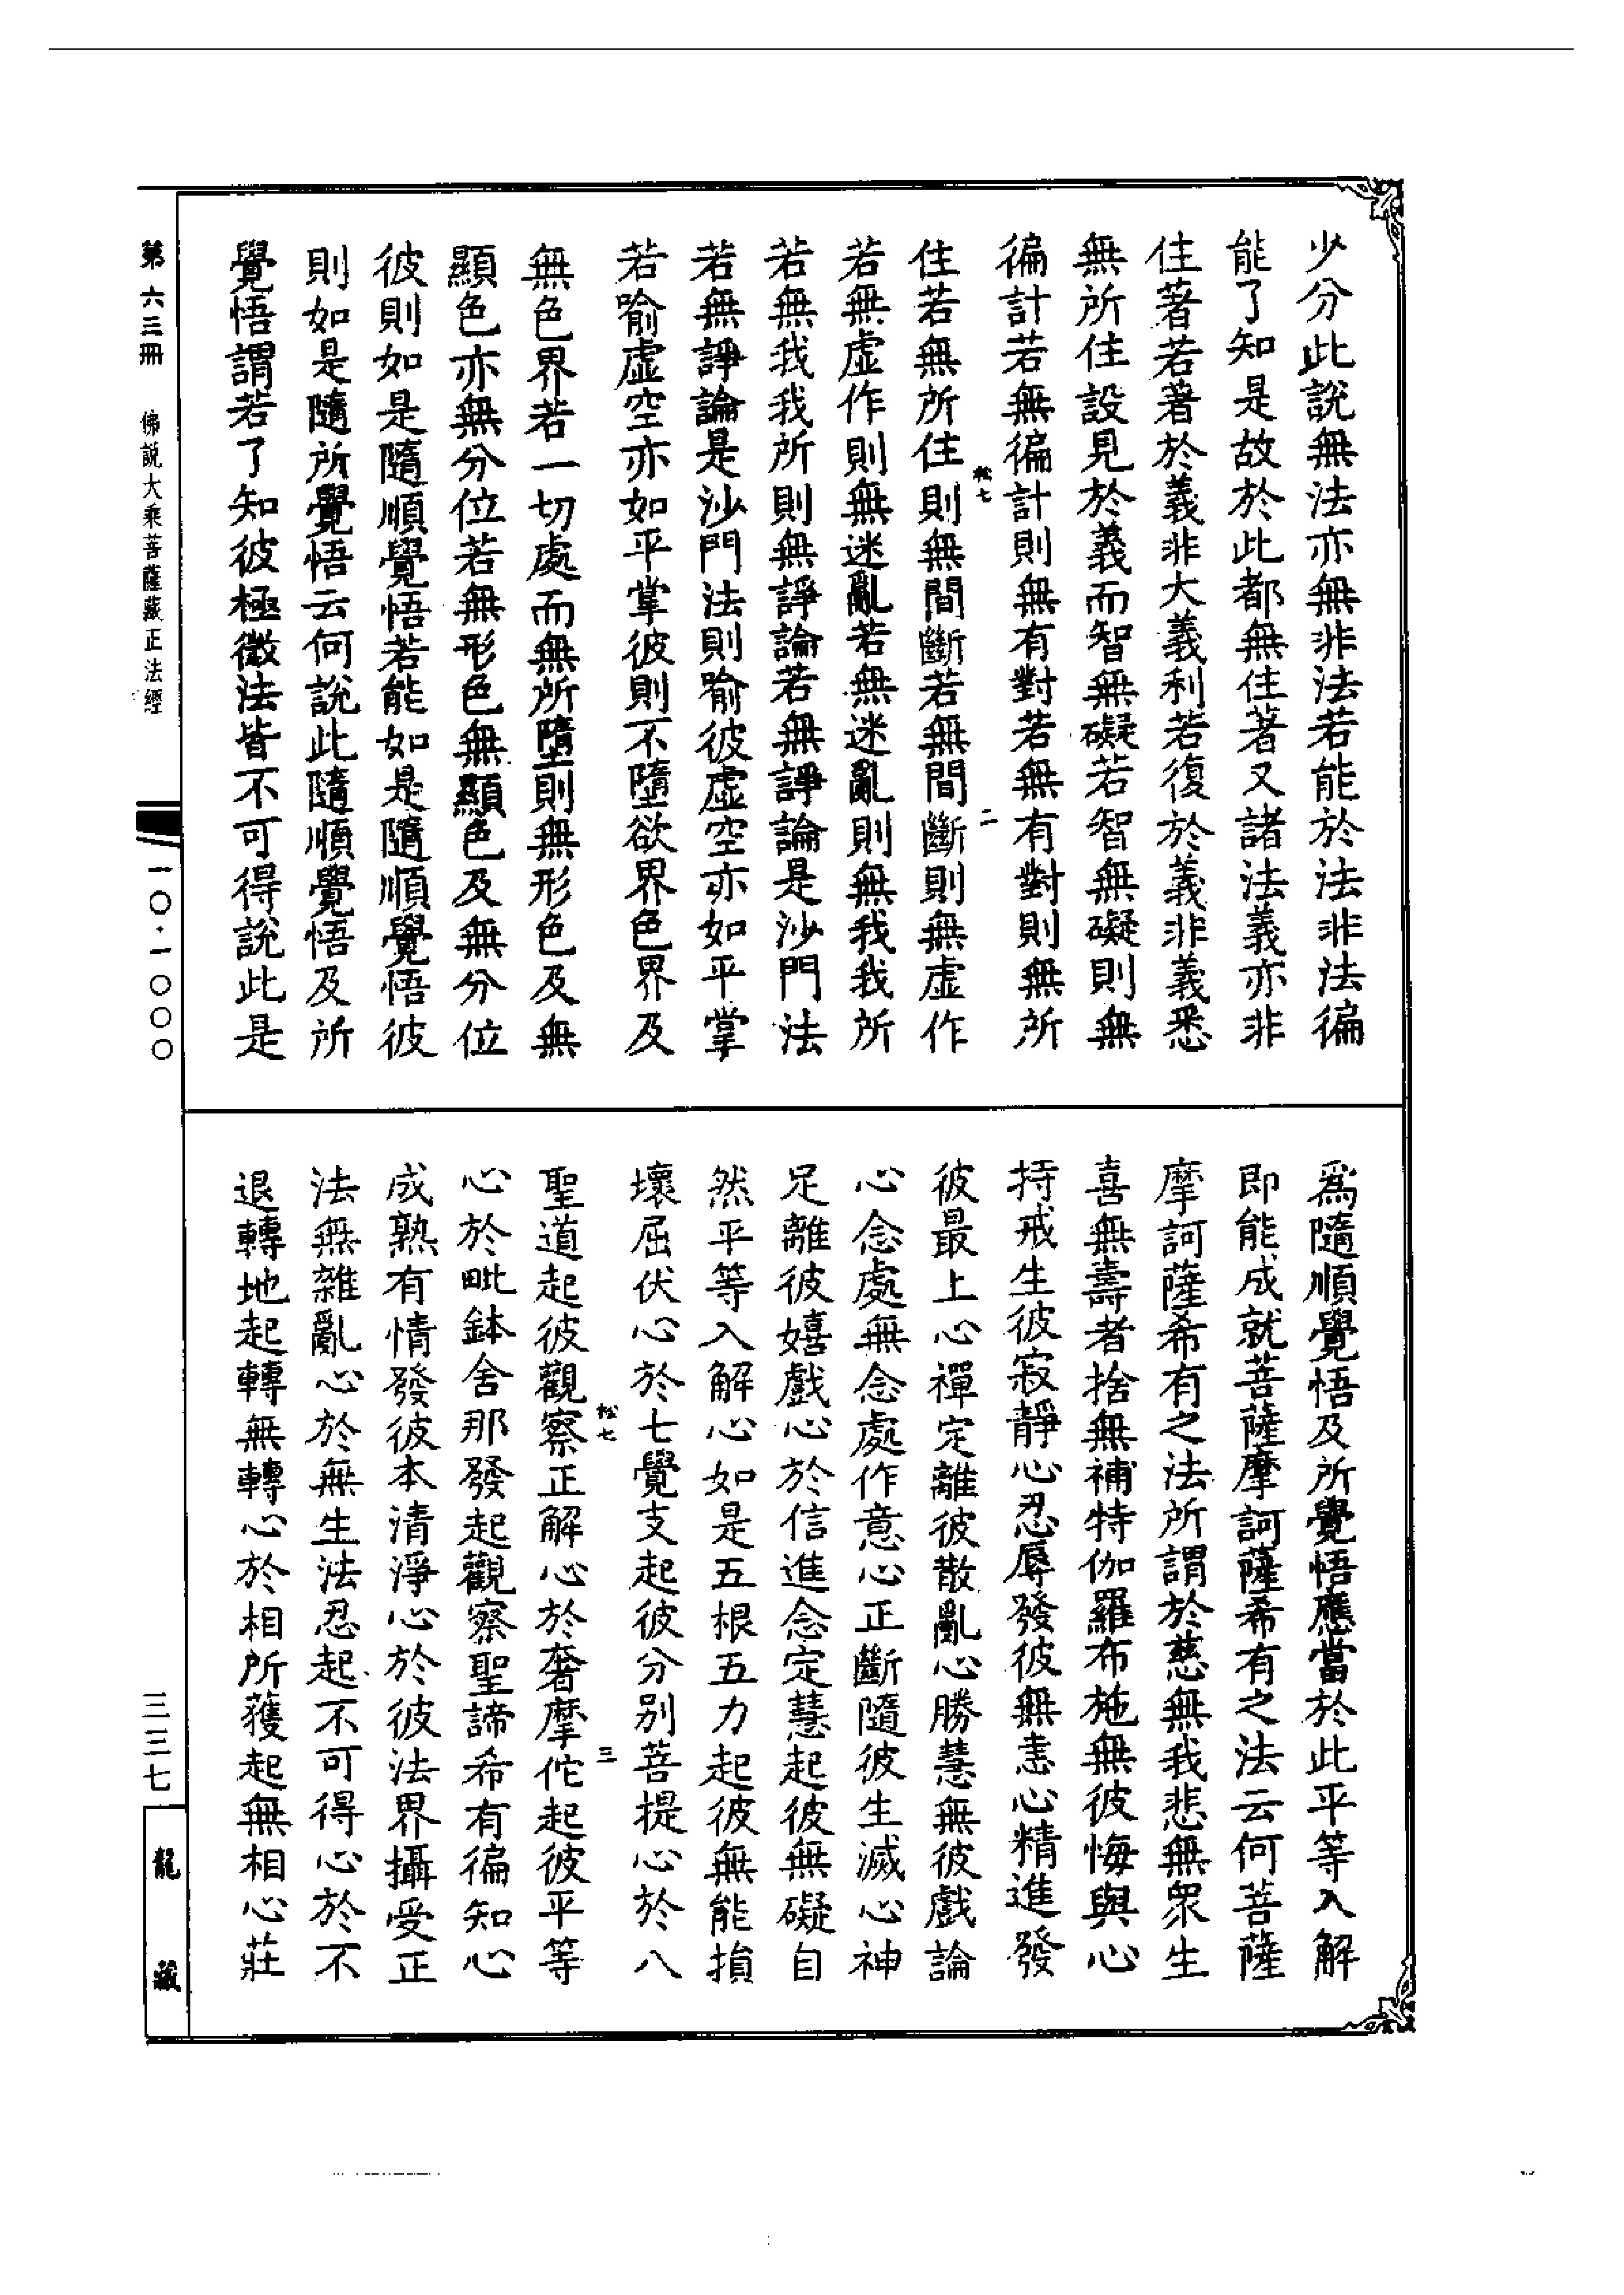 少分此說無法亦無非法若能於法非法徧
能了知是故於此都無住著又諸法義亦非
住著若著於義非大義利若復於義非義悉
無所住設見於義而智無礙若智無礙則無
徧計若無徧計則無有對若無有對則無所
松七
二
住若無所住則無間斷若無間斷則無虛作
若無虛作則無迷亂若無迷亂則無我我所
若無我我所則無諍論若無諍論是沙門法
若無諍論是沙門法則喻彼虛空亦如平掌
若喻虛空亦如平掌彼則不墮欲界色界及
無色界若一切處而無所墮則無形色及無
顯色亦無分位若無形色無顯色及無分位
彼則如是隨順覺悟若能如是隨順覺悟彼
則如是隨所覺悟云何說此隨順覺悟及所
覺悟謂若了知彼極微法皆不可得說此是
爲隨順覺悟及所覺悟應當於此平等入解
即能成就菩薩摩訶薩希有之法云何菩薩
摩訶薩希有之法所謂於慈無我悲無眾生
喜無壽者捨無補特伽羅布施無彼悔與心
持戒生彼寂靜心忍辱發彼無恚心精進發
彼最上心禪定離彼散亂心勝慧無彼戲論
心念處無念處作意心正斷隨彼生滅心神
足離彼嬉戲心於信進念定慧起彼無礙自
然平等入解心如是五根五力起彼無能損
壞屈伏心於七覺支起彼分別菩提心於八
松七
三
聖道起彼觀察正解心於奢摩佗起彼平等
心於毗鉢舍那發起觀察聖諦希有徧知心
成熟有情發彼本清淨心於彼法界攝受正
法無雜亂心於無生法忍起不可得心於不
退轉地起轉無轉心於相所獲起無相心莊
第六三冊　佛說大乘菩薩藏正法經
一〇·一〇〇〇
三三七
龍藏